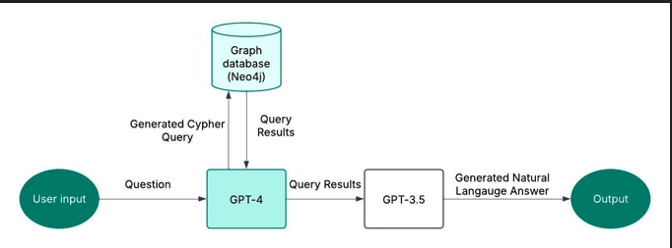 Graph
database
(Neo4j)
Generated Cypher
Query
Query
Results
User input
Question
GPT-4
Query Results
GPT-3.5
Generated Natural
Langauge Answer
Output